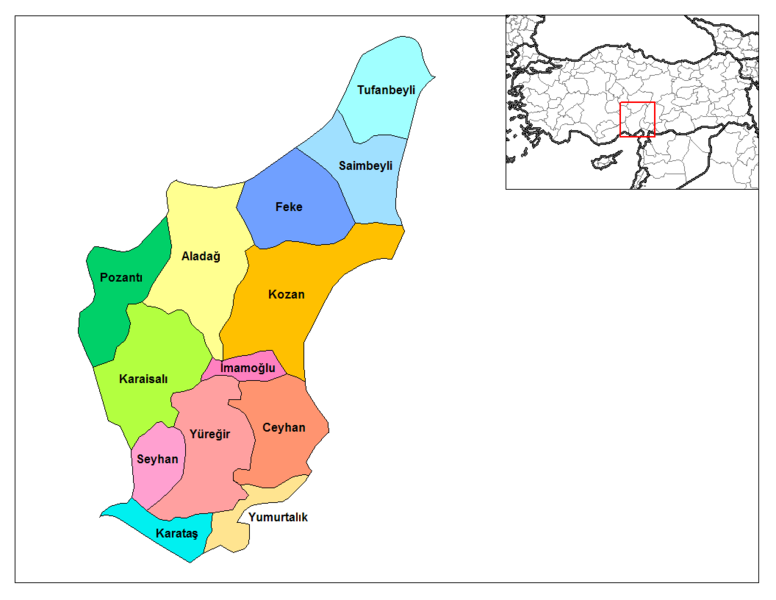 Tufanbeyli
Saimbeyli
Feke
Aladağ
Pozantı
Kozan
İmamoğlu
Karaisalı
Ceyhan
Yüreğir
Seyhan
Yumurtalık
Karataş